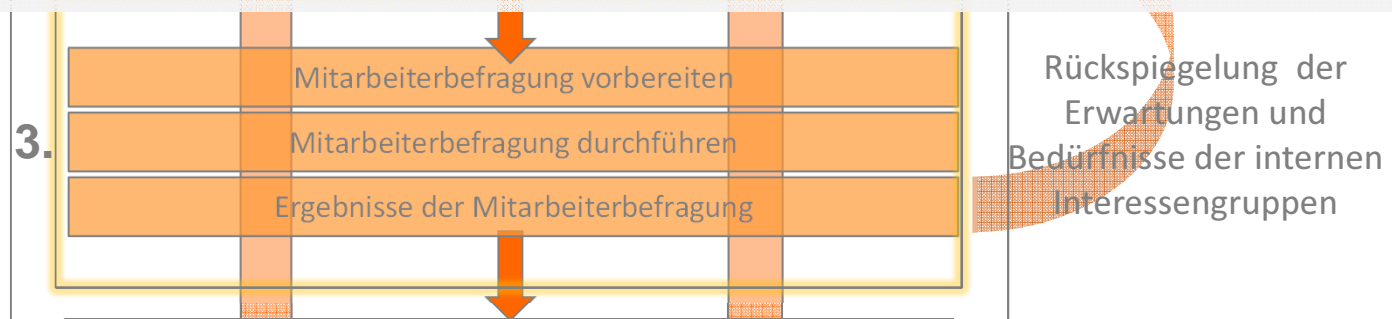 3.
Mitarbeiterbefragung vorbereiten
Mitarbeiterbefragung durchführen
Ergebnisse der Mitarbeiterbefragung
Rückspiegelung der
Erwartungen und
Bedürfnisse der internen
Interessengruppen